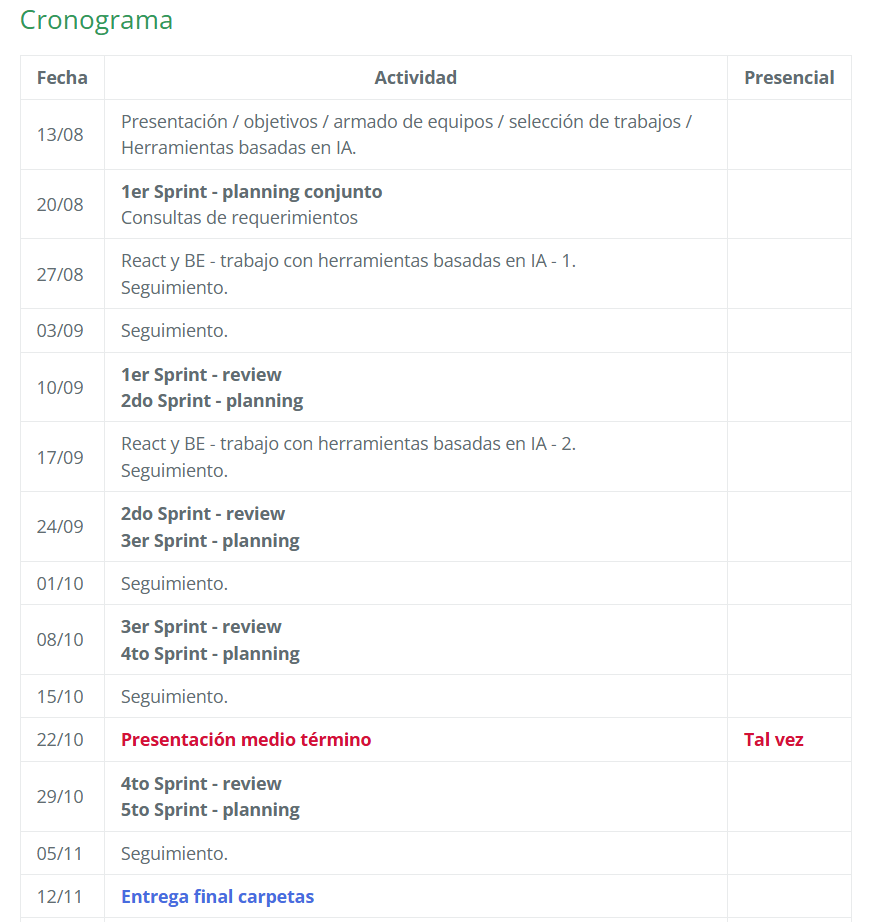 Cronograma
Fecha Actividad Presencial
13/08
Presentación / objetivos / armado de equipos / selección de trabajos /
Herramientas basadas en IA.
20/08
1er Sprint - planning conjunto
Consultas de requerimientos
27/08
React y BE - trabajo con herramientas basadas en IA - 1.
Seguimiento.
03/09 Seguimiento.
10/09
1er Sprint - review
2do Sprint - planning
17/09
React y BE - trabajo con herramientas basadas en IA - 2.
Seguimiento.
24/09
2do Sprint - review
3er Sprint - planning
01/10 Seguimiento.
08/10
3er Sprint - review
4to Sprint - planning
15/10 Seguimiento.
22/10 Presentación medio término Tal vez
29/10
4to Sprint - review
5to Sprint - planning
05/11 Seguimiento.
12/11 Entrega final carpetas